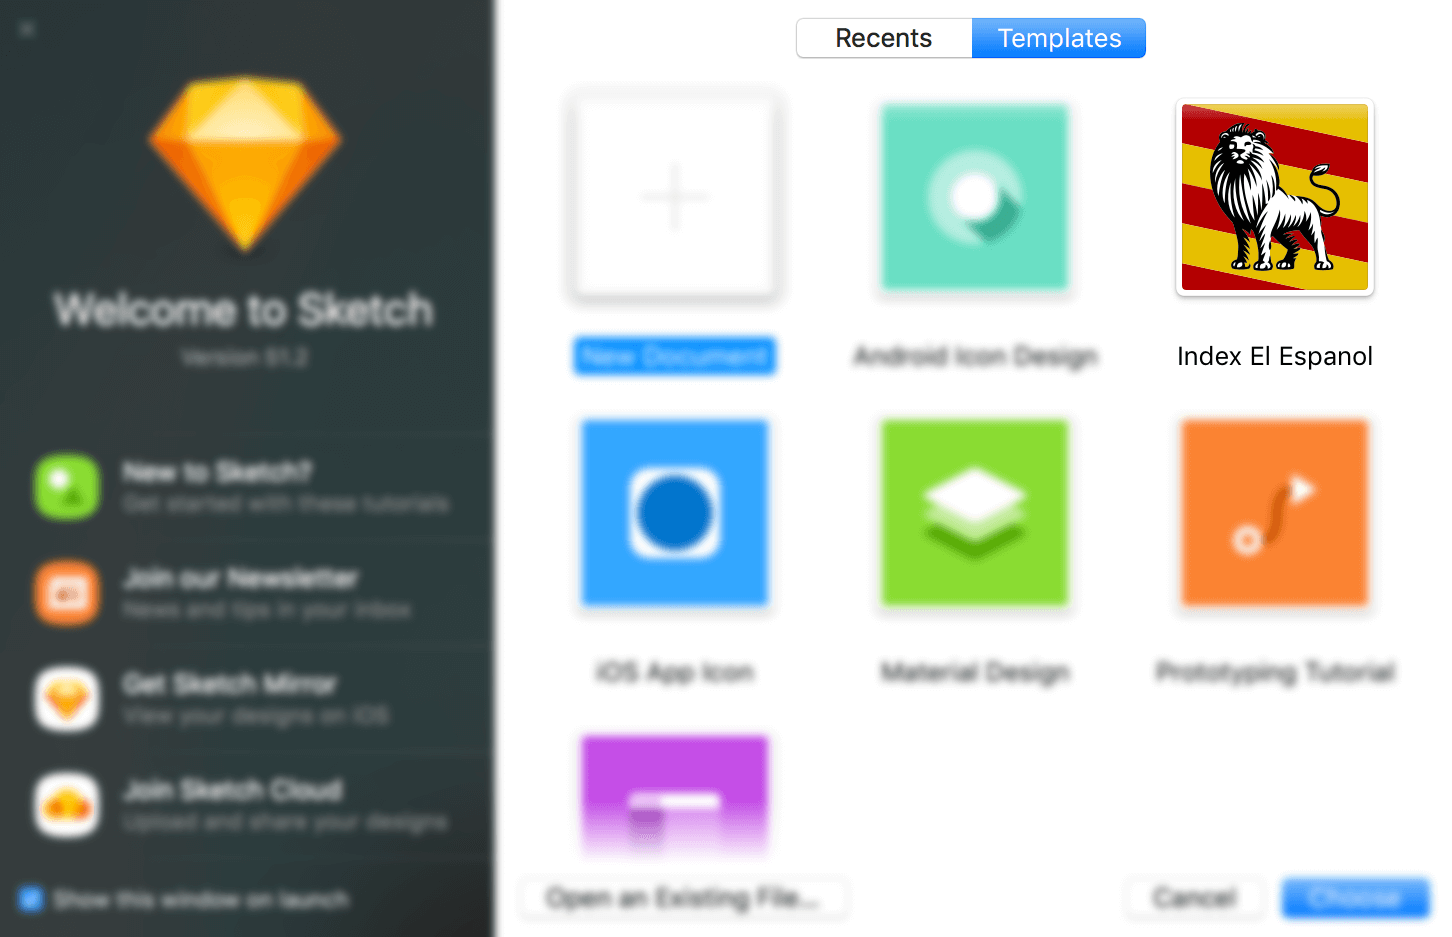 Recents
Templates
Welcome to Sketch
Version 51.2
New Document
Android Icon Design
Index El Espanol
New to Sketch?
Get started with these tutorials
Join our Newsletter
News and tips in your inbox
Get Sketch Mirror
View your designs on iOS
iOS App Icon
Material Design
Prototyping Tutorial
Join Sketch Cloud
Upload and share your designs
Show this window on launch
Open an Existing File...
Cancel
Choose